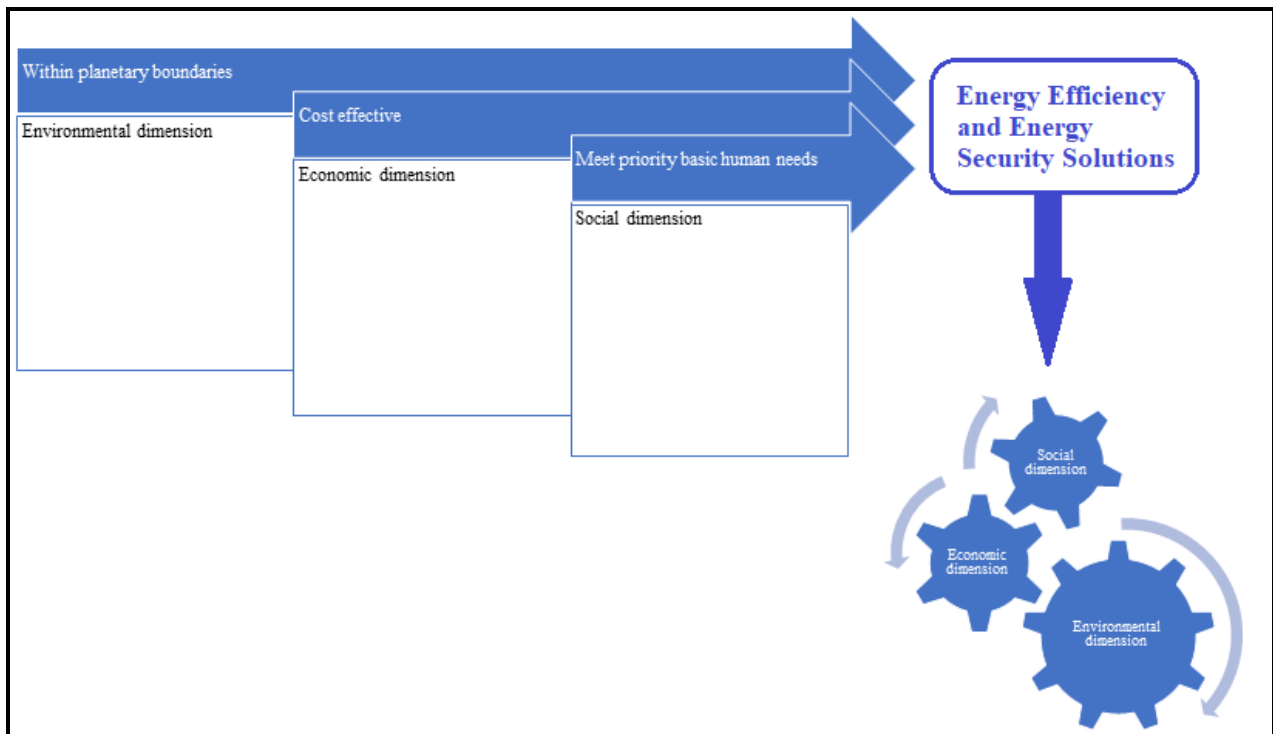 Within planetary boundaries
Environmental dimension
Cost effective
Economic dimension
Meet priority basic human needs
Social dimension
Energy Efficiency
and Energy
Security Solutions
Social
dimension
Economic
dimension
Environmental
dimension